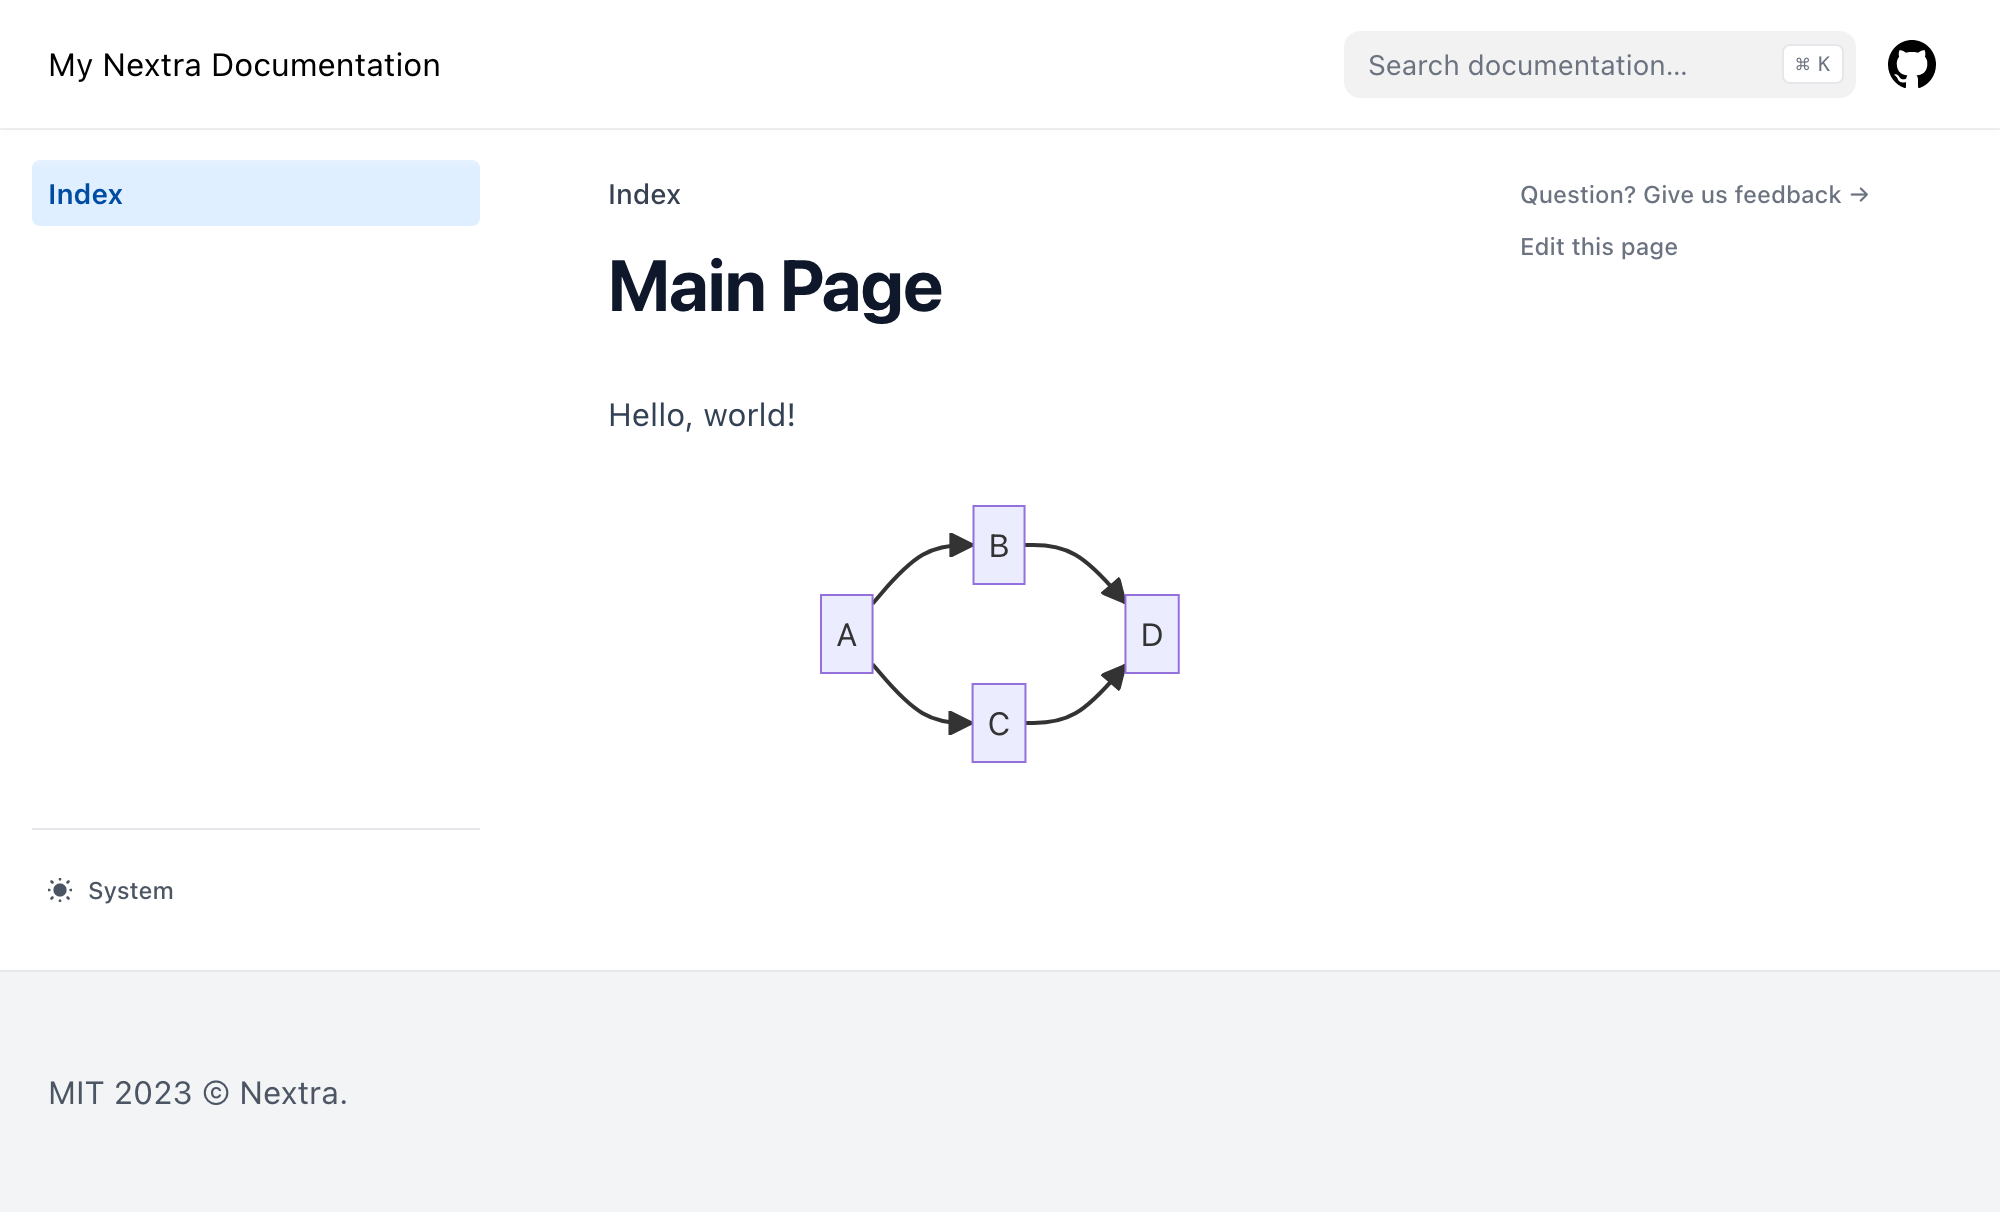 My Nextra Documentation
Search documentation...
⌘ K
Index
Index
Question? Give us feedback →
Edit this page
Main Page
Hello, world!
B
A
D
C
System
MIT 2023 © Nextra.